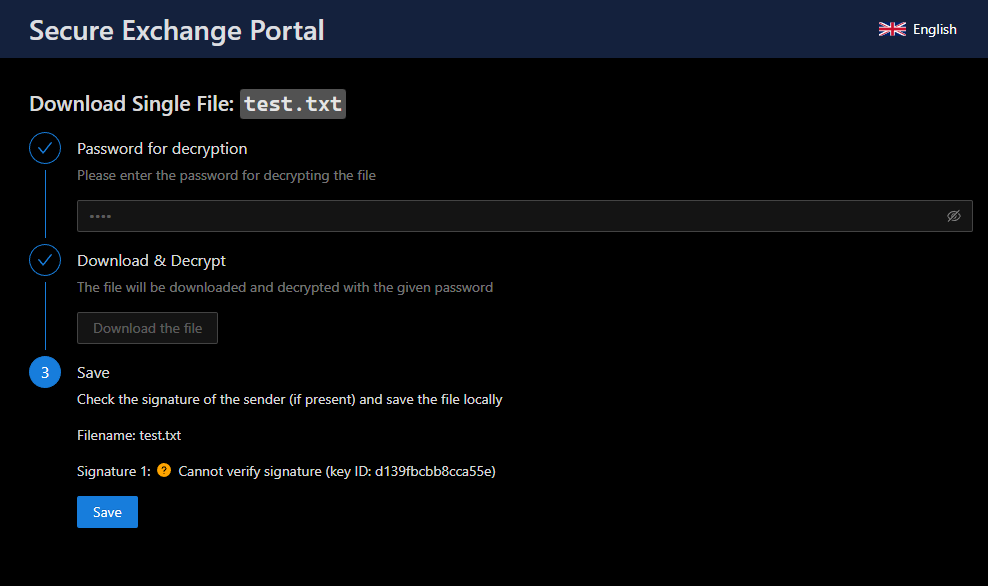 Secure Exchange Portal
English
Download Single File: test.txt
Password for decryption
Please enter the password for decrypting the file
••••
Download & Decrypt
The file will be downloaded and decrypted with the given password
Download the file
3
Save
Check the signature of the sender (if present) and save the file locally
Filename: test.txt
Signature 1: ? Cannot verify signature (key ID: d139fbcbb8cca55e)
Save